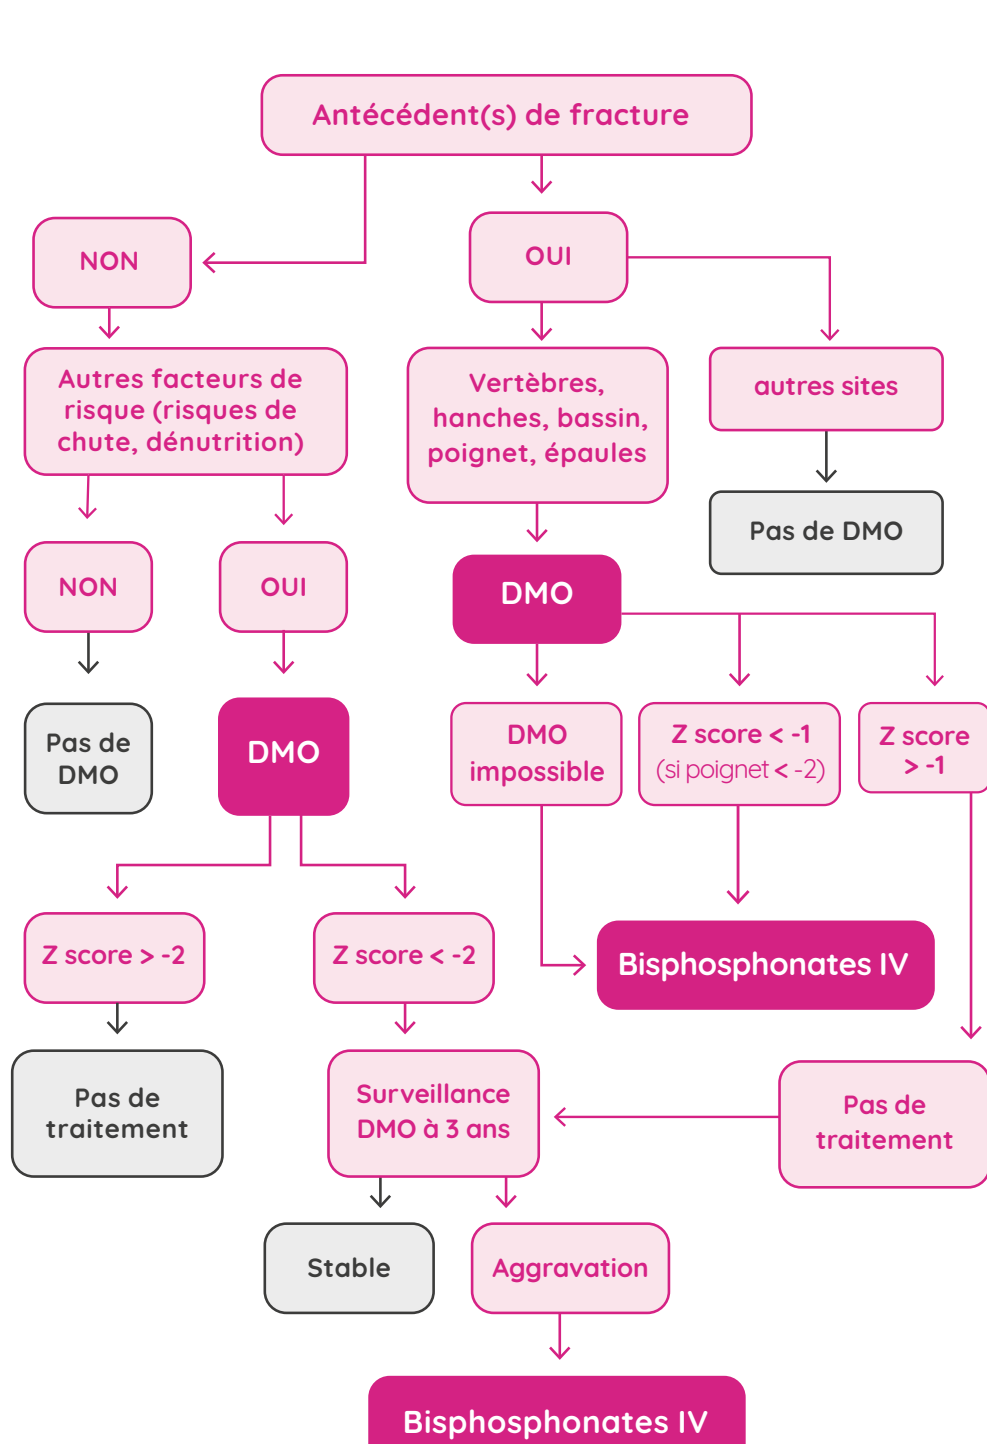 Antécédent(s) de fracture
NON
OUI
Autres facteurs de
risque (risques de
chute, dénutrition)
Vertèbres,
hanches, bassin,
poignet, épaules
autres sites
Pas de DMO
NON
OUI
DMO
Pas de
DMO
DMO
DMO
impossible
Z score < -1
(si poignet < -2)
Z score
> -1
Z score > -2
Z score < -2
Bisphosphonates IV
Pas de
traitement
Surveillance
DMO à 3 ans
Pas de
traitement
Stable
Aggravation
Bisphosphonates IV